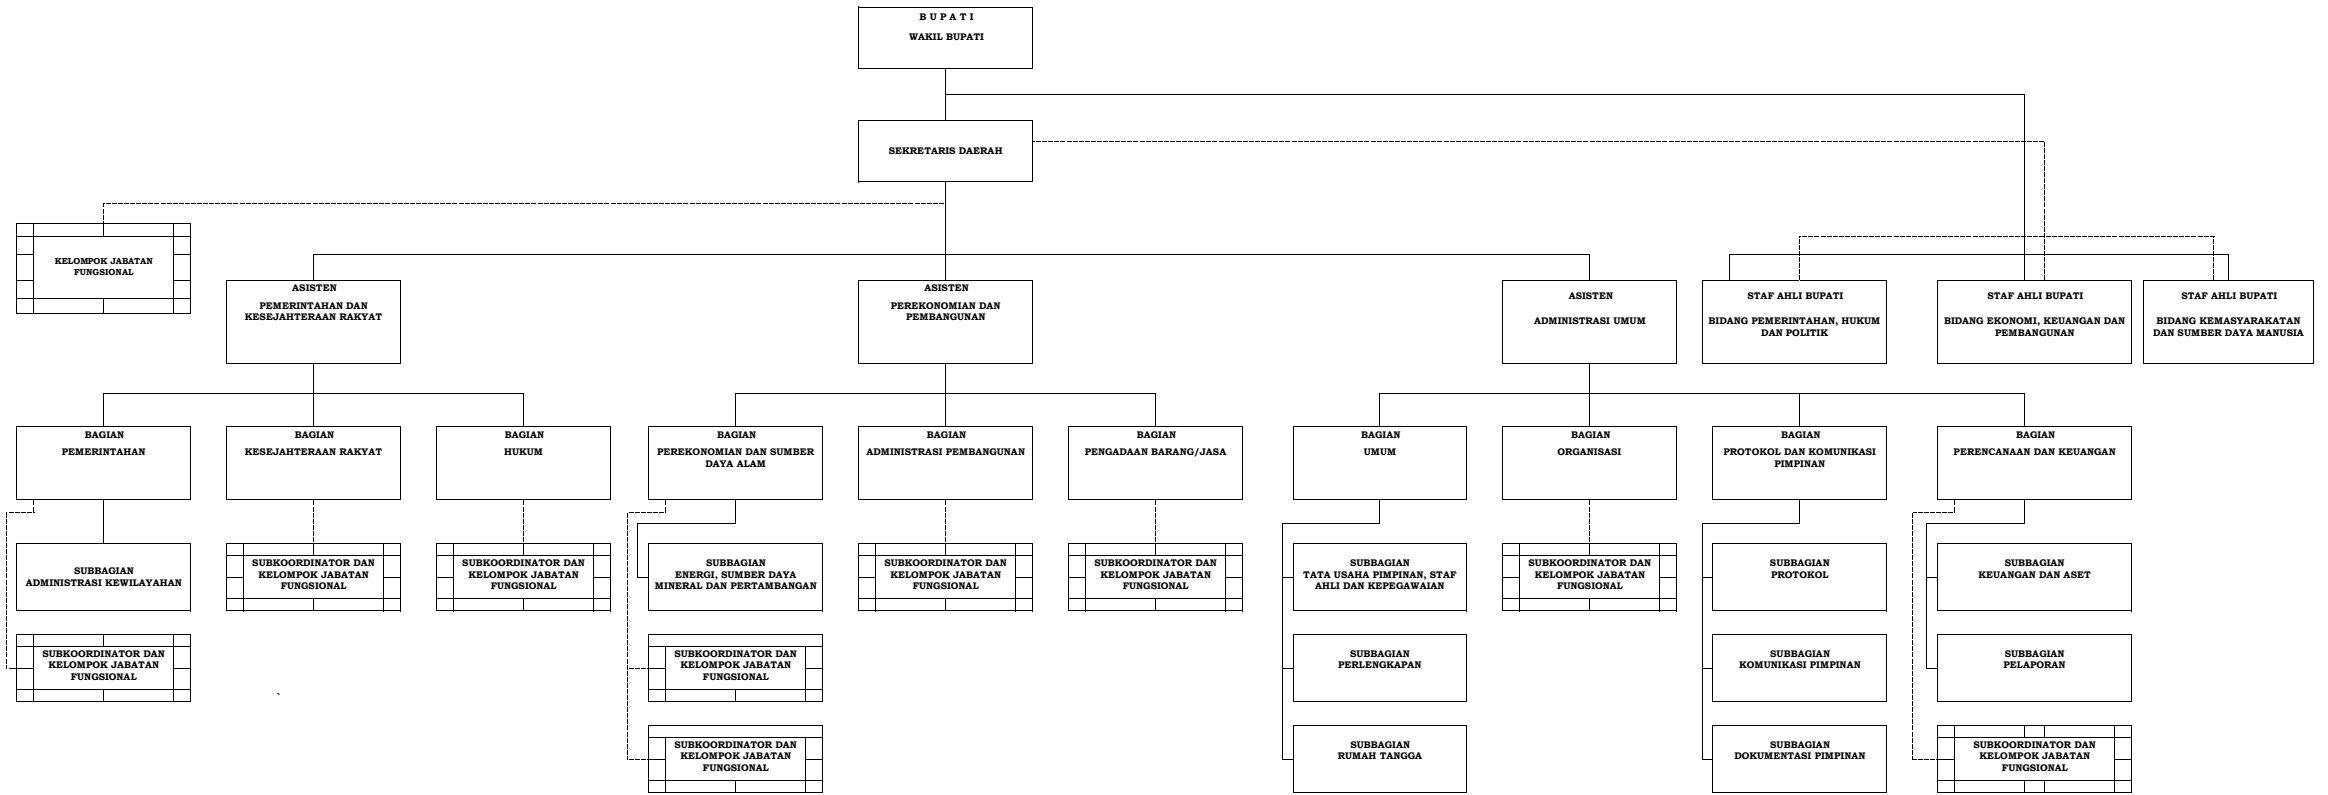 B U P A T I
WAKIL BUPATI
SEKRETARIS DAERAH
KELOMPOK JABATAN
FUNGSIONAL
ASISTEN
PEMERINTAHAN DAN
KESEJAHTERAAN RAKYAT
ASISTEN
PEREKONOMIAN DAN
PEMBANGUNAN
ASISTEN
ADMINISTRASI UMUM
STAF AHLI BUPATI
BIDANG PEMERINTAHAN, HUKUM
DAN POLITIK
STAF AHLI BUPATI
BIDANG EKONOMI, KEUANGAN DAN
PEMBANGUNAN
STAF AHLI BUPATI
BIDANG KEMASYARAKATAN
DAN SUMBER DAYA MANUSIA
BAGIAN
PEMERINTAHAN
BAGIAN
KESEJAHTERAAN RAKYAT
BAGIAN
HUKUM
BAGIAN
PEREKONOMIAN DAN SUMBER
DAYA ALAM
BAGIAN
ADMINISTRASI PEMBANGUNAN
BAGIAN
PENGADAAN BARANG/JASA
BAGIAN
UMUM
BAGIAN
ORGANISASI
BAGIAN
PROTOKOL DAN KOMUNIKASI
PIMPINAN
BAGIAN
PERENCANAAN DAN KEUANGAN
SUBBAGIAN
ADMINISTRASI KEWILAYAHAN
SUBKOORDINATOR DAN
KELOMPOK JABATAN
FUNGSIONAL
SUBKOORDINATOR DAN
KELOMPOK JABATAN
FUNGSIONAL
SUBBAGIAN
ENERGI, SUMBER DAYA
MINERAL DAN PERTAMBANGAN
SUBKOORDINATOR DAN
KELOMPOK JABATAN
FUNGSIONAL
SUBKOORDINATOR DAN
KELOMPOK JABATAN
FUNGSIONAL
SUBBAGIAN
TATA USAHA PIMPINAN, STAF
AHLI DAN KEPEGAWAIAN
SUBKOORDINATOR DAN
KELOMPOK JABATAN
FUNGSIONAL
SUBBAGIAN
PROTOKOL
SUBBAGIAN
KEUANGAN DAN ASET
SUBKOORDINATOR DAN
KELOMPOK JABATAN
FUNGSIONAL
`
SUBKOORDINATOR DAN
KELOMPOK JABATAN
FUNGSIONAL
SUBBAGIAN
PERLENGKAPAN
SUBBAGIAN
KOMUNIKASI PIMPINAN
SUBBAGIAN
PELAPORAN
SUBKOORDINATOR DAN
KELOMPOK JABATAN
FUNGSIONAL
SUBBAGIAN
RUMAH TANGGA
SUBBAGIAN
DOKUMENTASI PIMPINAN
SUBKOORDINATOR DAN
KELOMPOK JABATAN
FUNGSIONAL